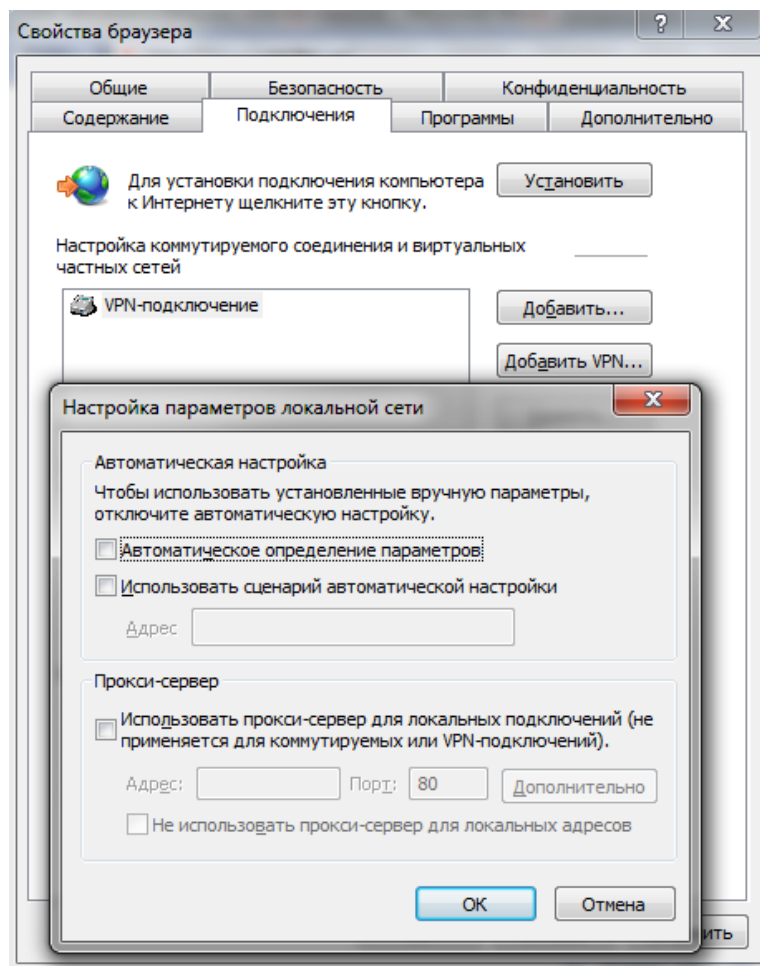 Свойства браузера
Общие
Безопасность
Конфиденциальность
Содержание
Подключения
Программы
Дополнительно
Для установки подключения компьютера
к Интернету щелкните эту кнопку.
Установить
Настройка коммутируемого соединения и виртуальных
частных сетей
VPN-подключение
Добавить...
Добавить VPN...
Настройка параметров локальной сети
Автоматическая настройка
Чтобы использовать установленные вручную параметры,
отключите автоматическую настройку.
Автоматическое определение параметров
Использовать сценарий автоматической настройки
Адрес
Прокси-сервер
Использовать прокси-сервер для локальных подключений (не
применяется для коммутируемых или VPN-подключений).
Адрес:
Порт:
80
Дополнительно
Не использовать прокси-сервер для локальных адресов
ОК
Отмена
ить